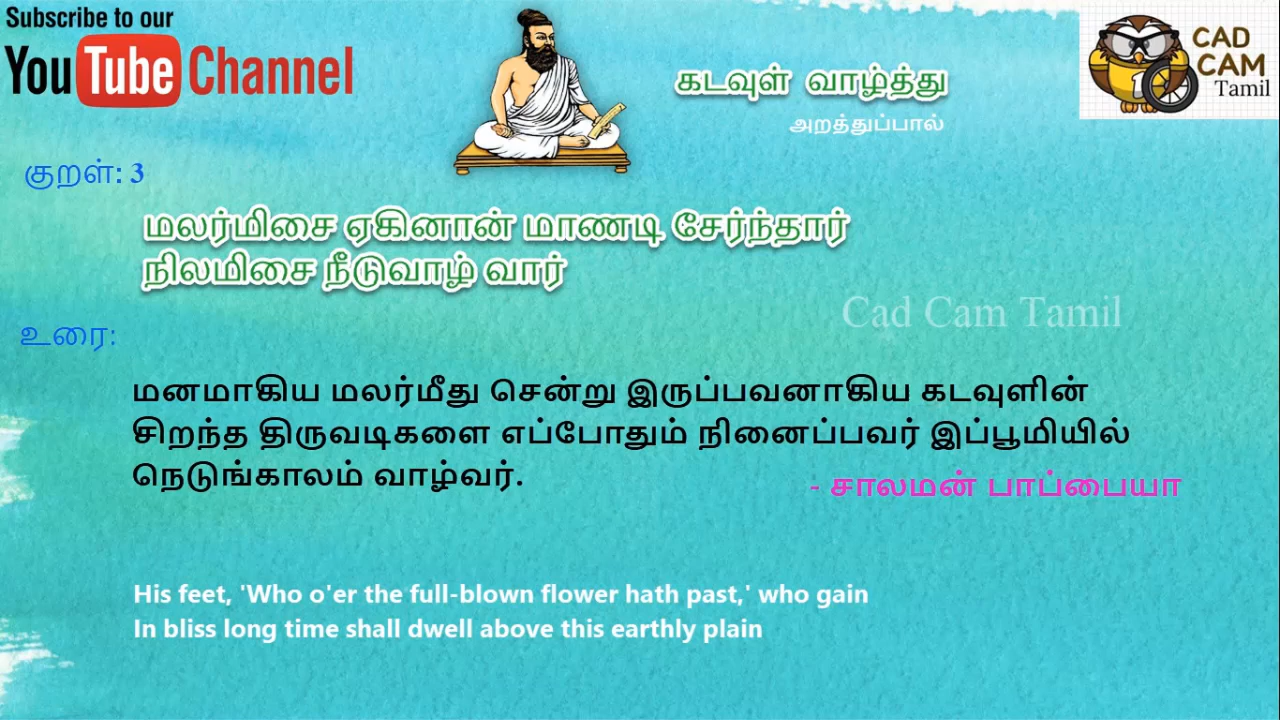 Subscribe to our
YouTube Channel
கடவுள் வாழ்த்து
அறத்துப்பால்
CAD
CAM
Tamil
குறள்: 3
மலர்மிசை ஏகினான் மாணடி சேர்ந்தார்
நிலமிசை நீடுவாழ் வார்
Cad Cam Tamil
உரை:
மனமாகிய மலர்மீது சென்று இருப்பவனாகிய கடவுளின்
சிறந்த திருவடிகளை எப்போதும் நினைப்பவர் இப்பூமியில்
நெடுங்காலம் வாழ்வர்.
- சாலமன் பாப்பையா
His feet, 'Who o'er the full-blown flower hath past,' who gain
In bliss long time shall dwell above this earthly plain